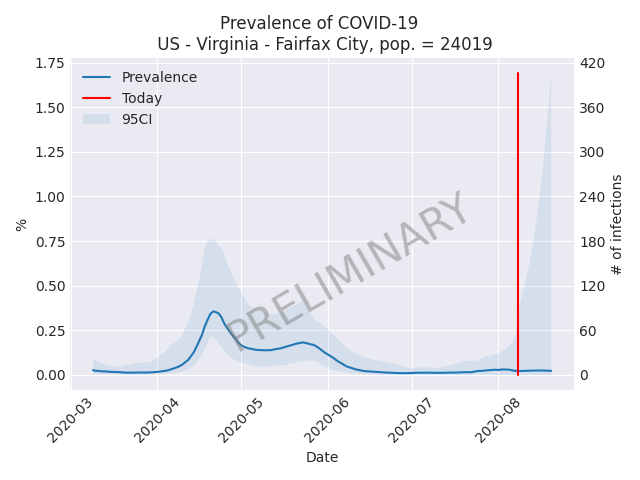 Prevalence of COVID-19
US - Virginia - Fairfax City, pop. = 24019
Prevalence
Today
95CI
PRELIMINARY
%
1.75
1.50
1.25
1.00
0.75
0.50
0.25
0.00
420
360
300
240
180
120
60
0
# of infections
2020-03
2020-04
2020-05
2020-06
2020-07
2020-08
Date